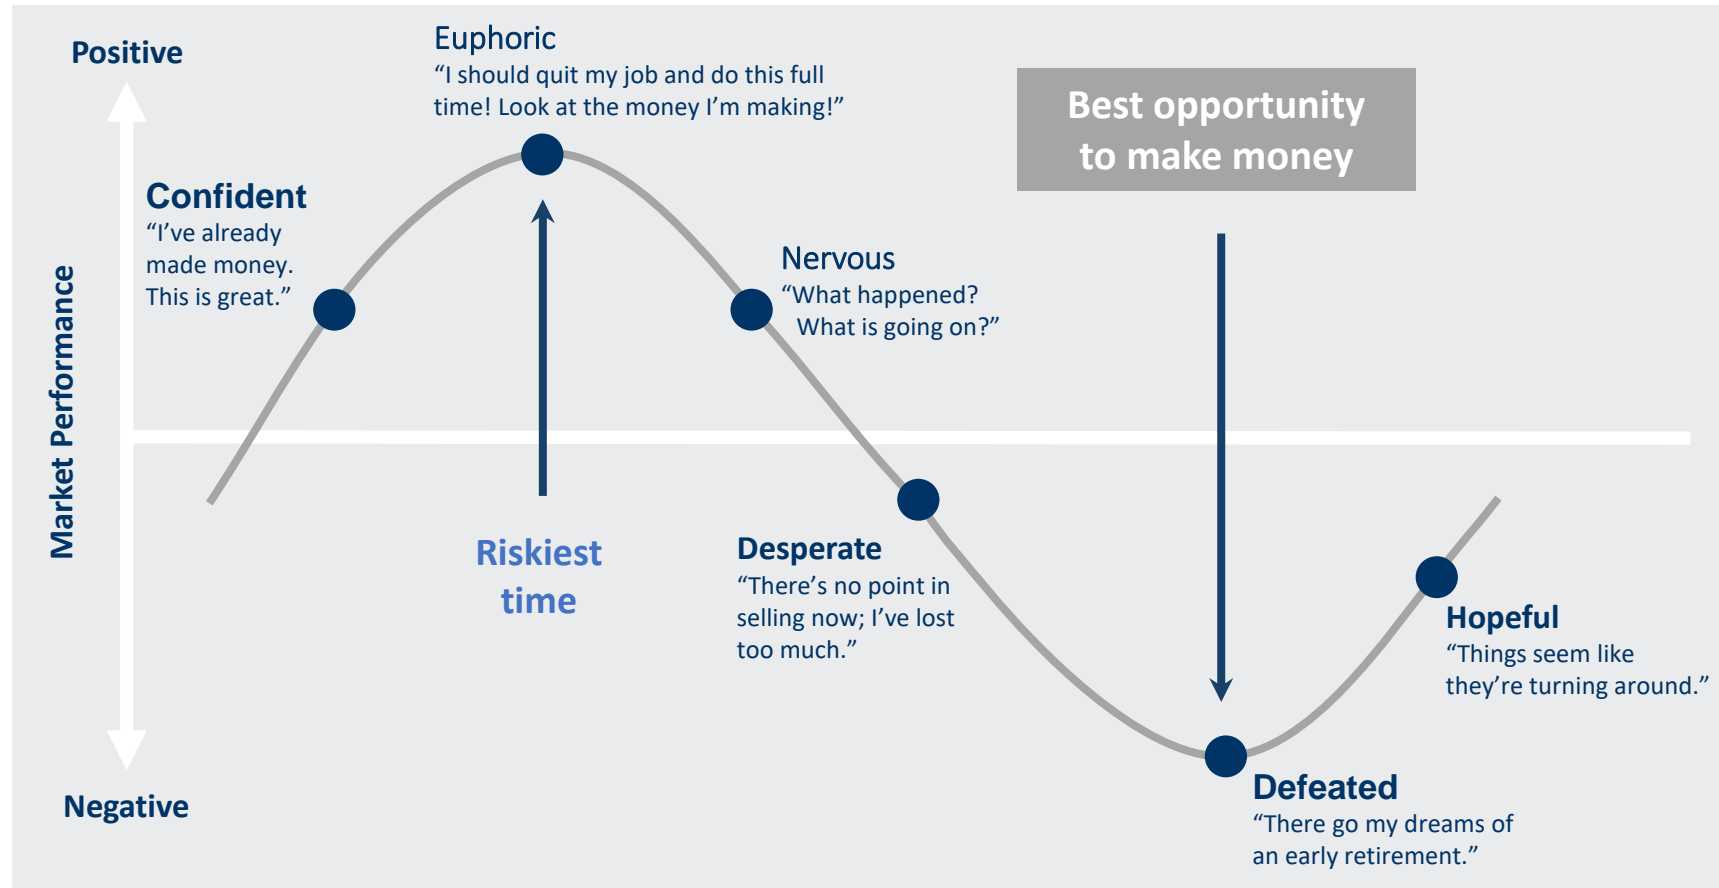 Positive
Euphoric
“I should quit my job and do this full
time! Look at the money I’m making!”
Best opportunity
to make money
Confident
“I’ve already
made money.
This is great.”
Nervous
“What happened?
What is going on?”
Market Performance
Riskiest
time
Desperate
“There’s no point in
selling now; I’ve lost
too much.”
Hopeful
“Things seem like
they’re turning around.”
Negative
Defeated
“There go my dreams of
an early retirement.”